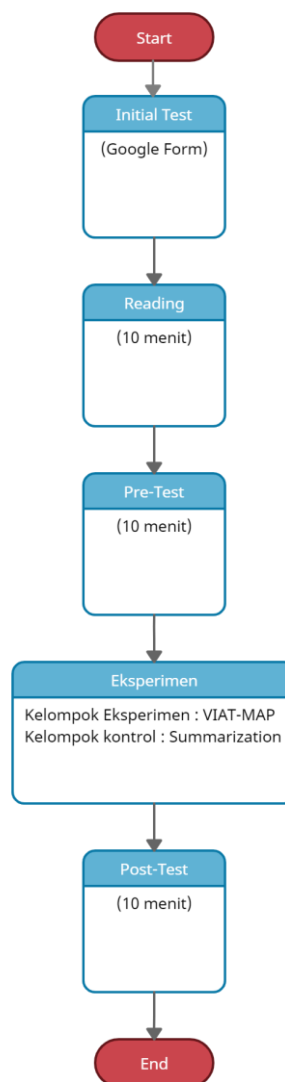 Start
Initial Test
(Google Form)
Reading
(10 menit)
Pre-Test
(10 menit)
Eksperimen
Kelompok Eksperimen : VIAT-MAP
Kelompok kontrol : Summarization
Post-Test
(10 menit)
End